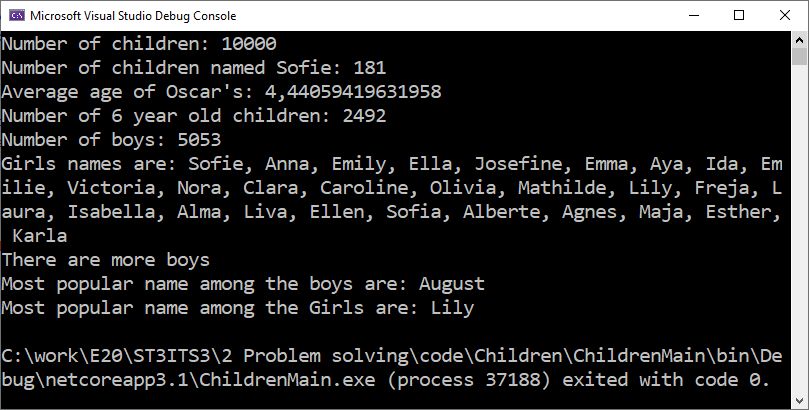 Microsoft Visual Studio Debug Console
Number of children: 10000
Number of children named Sofie: 181
Average age of Oscar's: 4,44059419631958
Number of 6 year old children: 2492
Number of boys: 5053
Girls names are: Sofie, Anna, Emily, Ella, Josefine, Emma, Aya, Ida, Em
ilie, Victoria, Nora, Clara, Caroline, Olivia, Mathilde, Lily, Freja, L
aura, Isabella, Alma, Liva, Ellen, Sofia, Alberte, Agnes, Maja, Esther,
 Karla
There are more boys
Most popular name among the boys are: August
Most popular name among the Girls are: Lily
C:\work\E20\ST3ITS3\2 Problem solving\code\Children\ChildrenMain\bin\De
bug\netcoreapp3.1\ChildrenMain.exe (process 37188) exited with code 0.